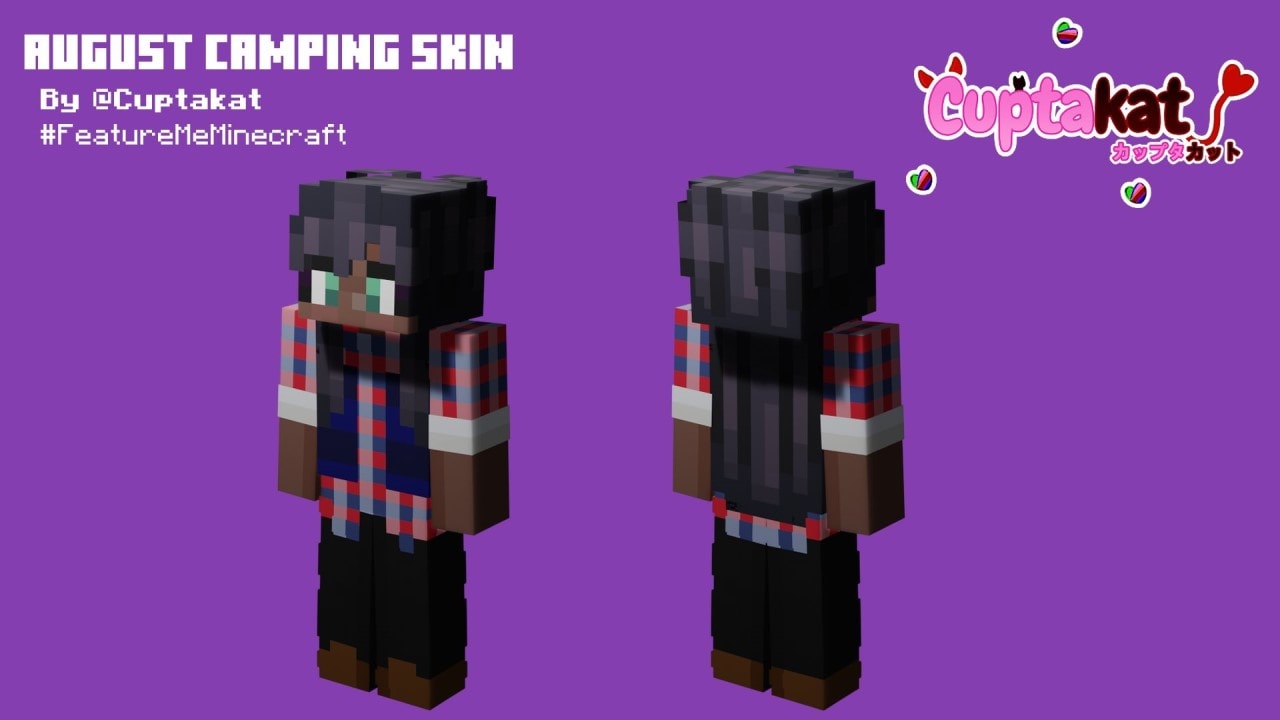 AUGUST CAMPING SKIN
By @Cuptakat
#FeatureMeMinecraft
Cuptakat
カップタカット